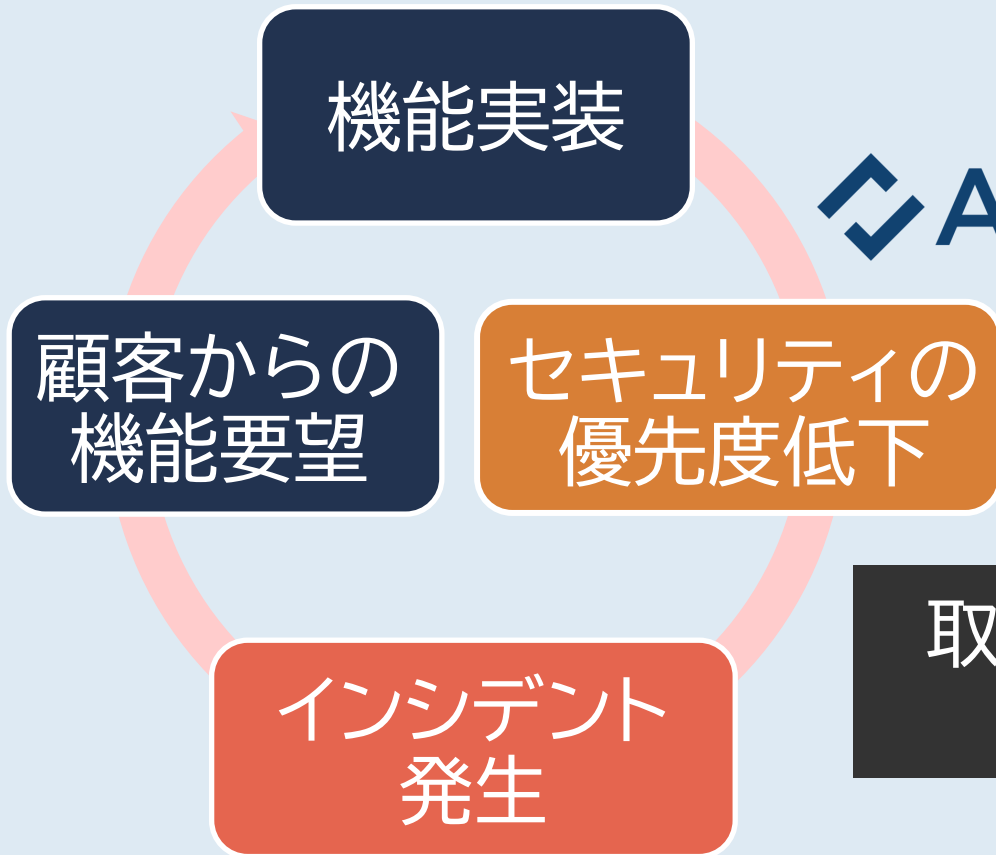 機能実装
A
顧客からの
機能要望
セキュリティの
優先度低下
取
インシデント
発生